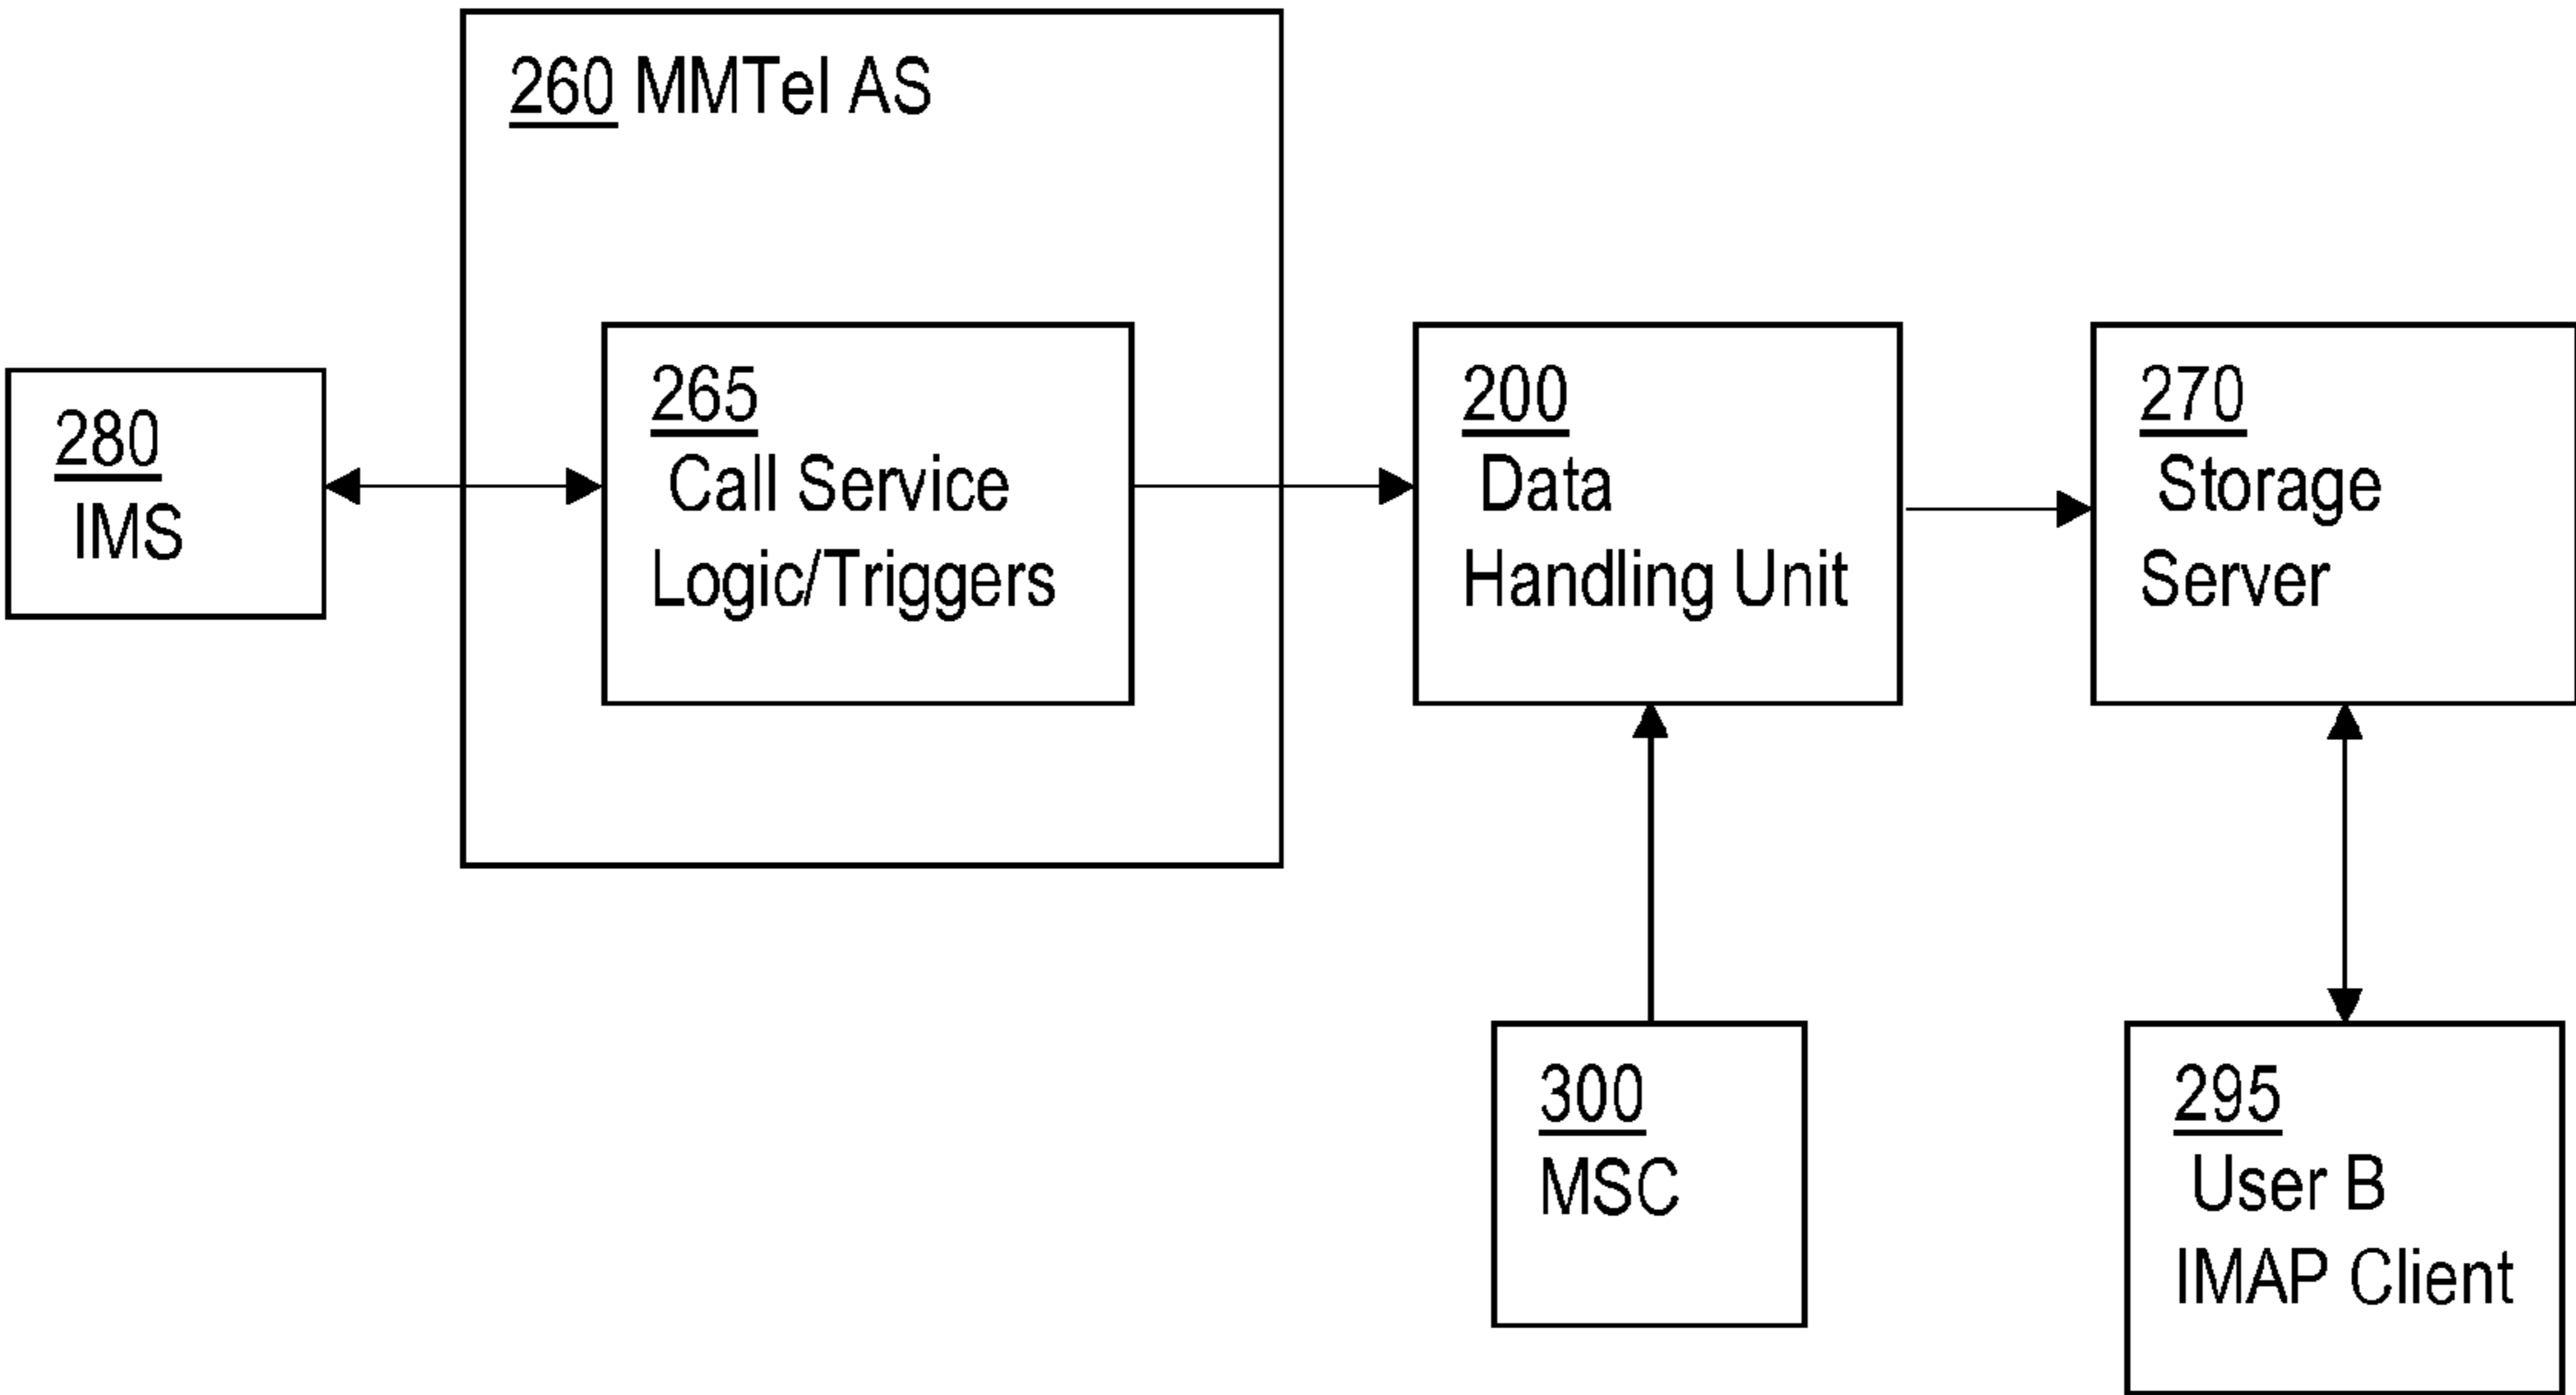 260 MMTel AS
280
IMS
265
Call Service
Logic/Triggers
200
Data
Handling Unit
270
Storage
Server
300
MSC
295
User B
IMAP Client